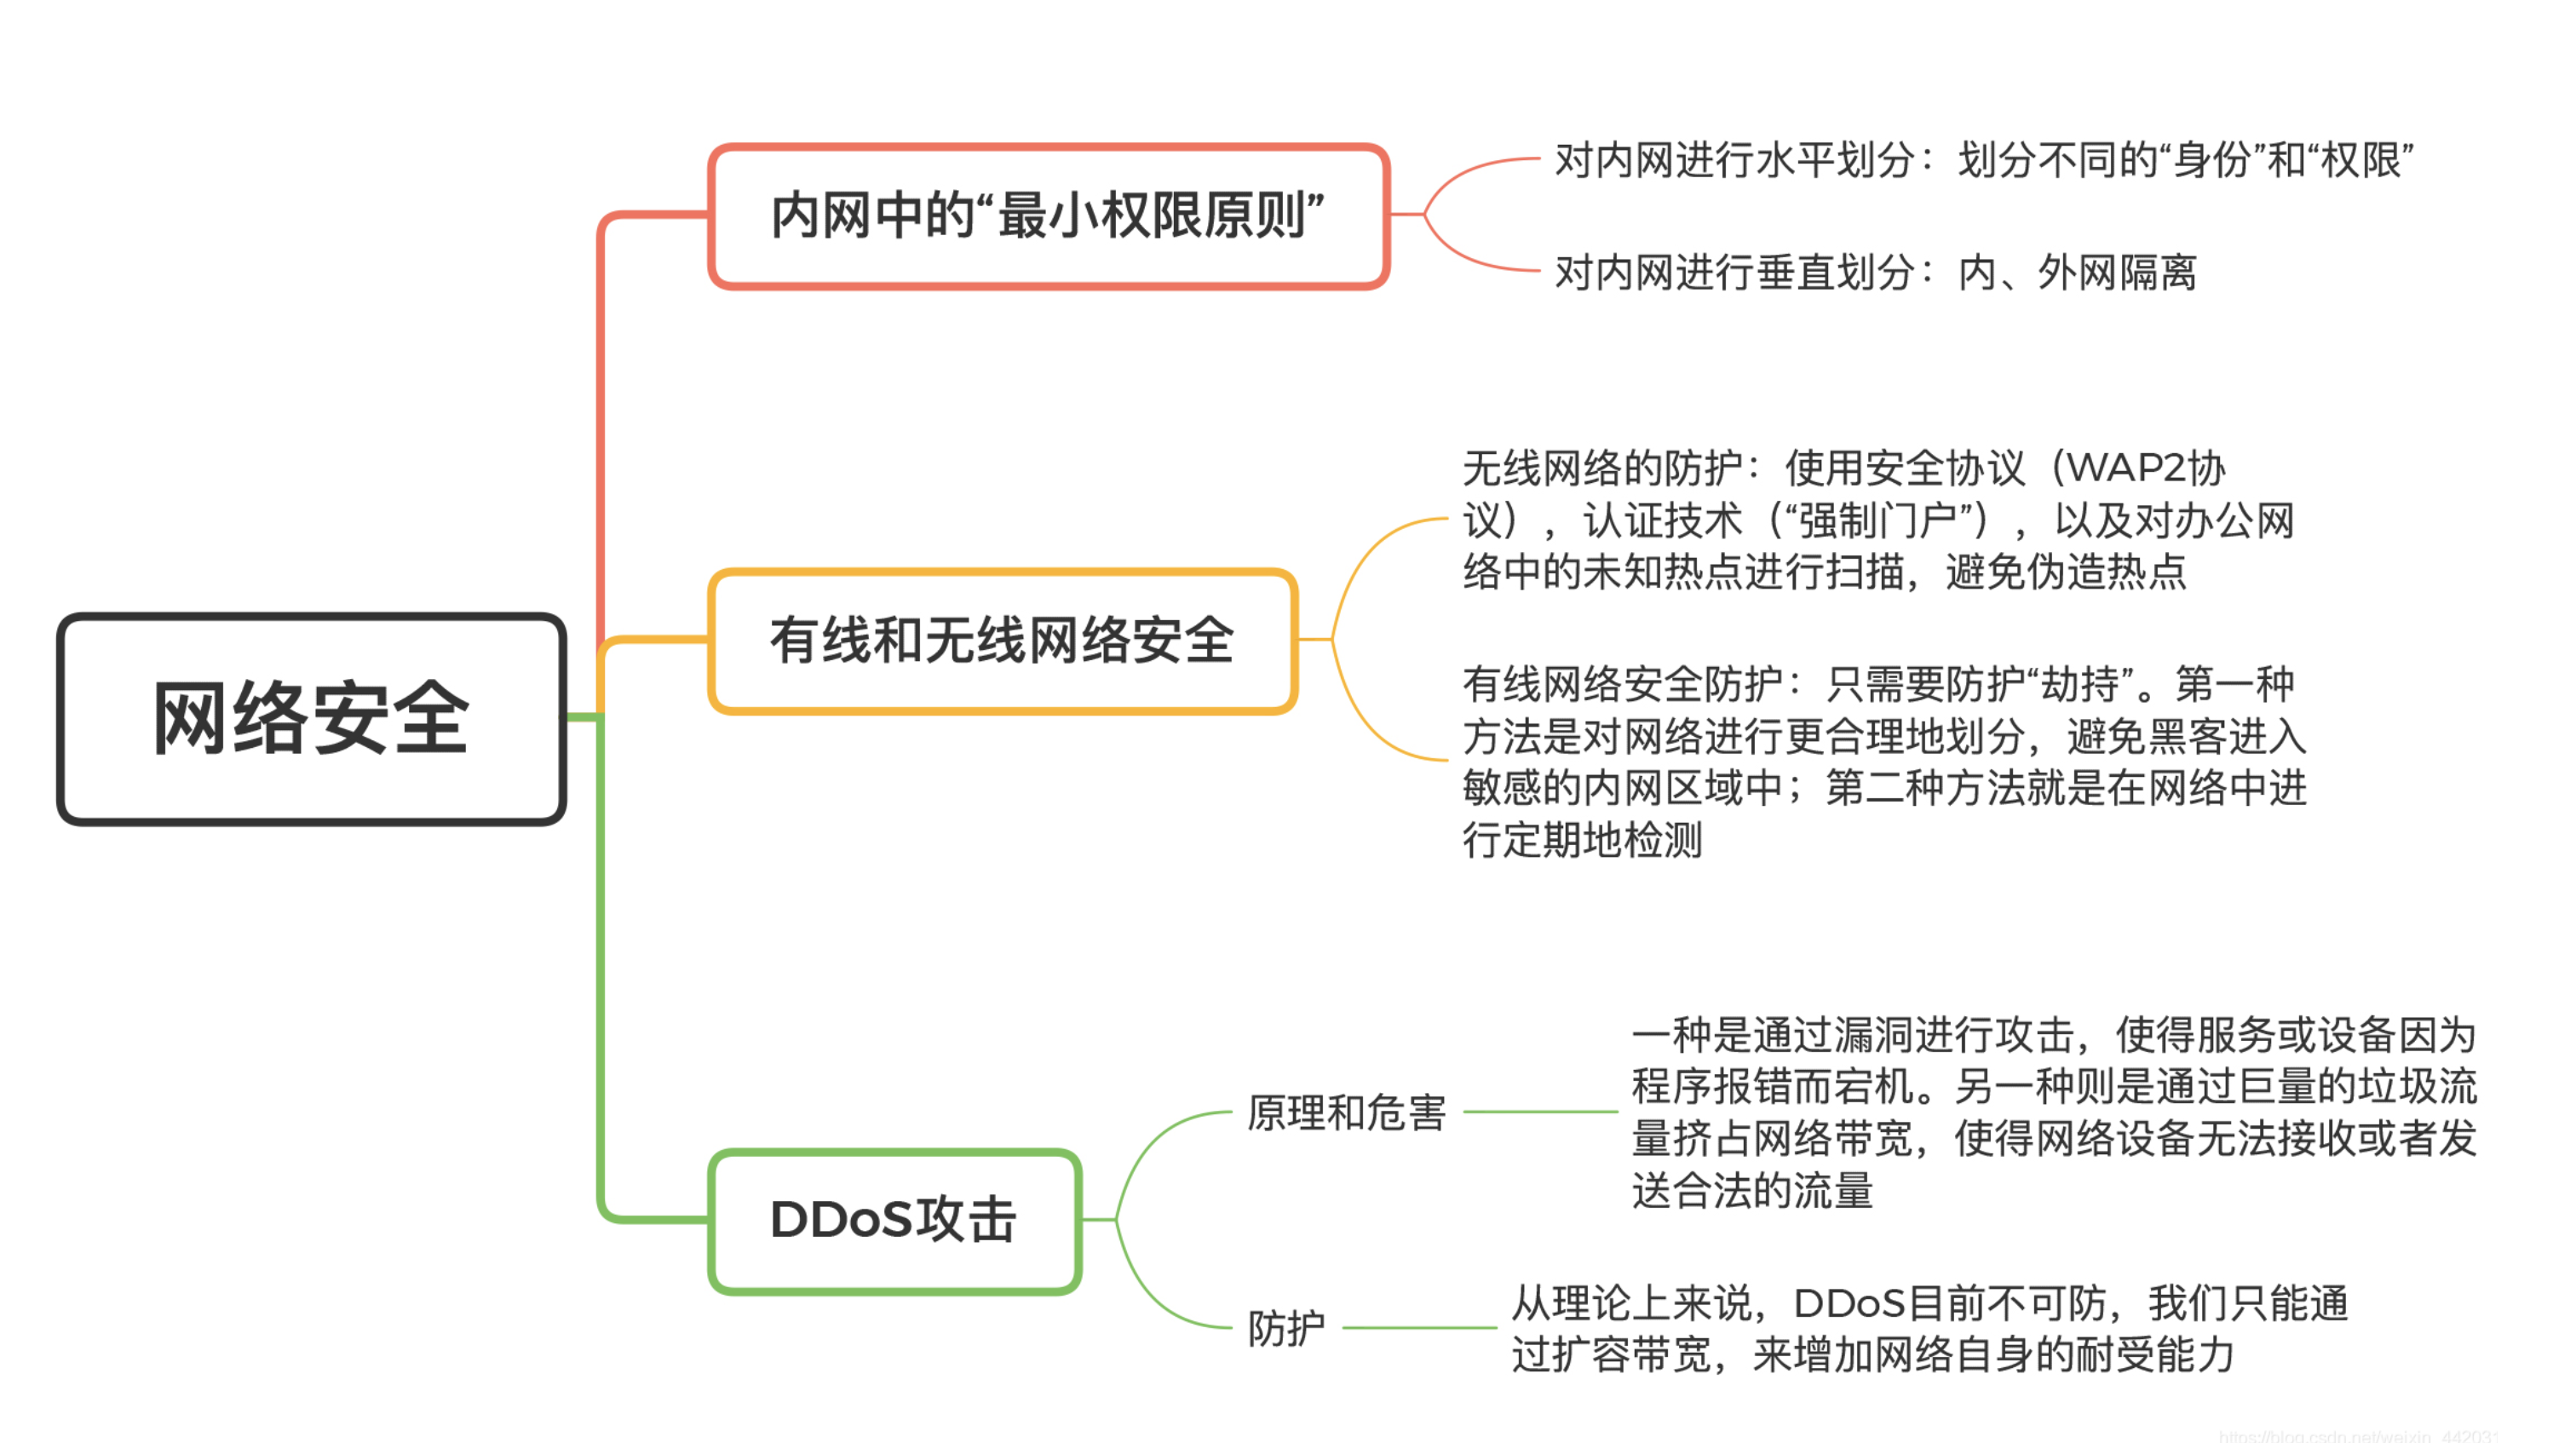 网络安全
内网中的“最小权限原则”
对内网进行水平划分：划分不同的“身份”和“权限”
对内网进行垂直划分：内、外网隔离
有线和无线网络安全
无线网络的防护：使用安全协议（WAP2协
议），认证技术（“强制门户”），以及对办公网
络中的未知热点进行扫描，避免伪造热点
有线网络安全防护：只需要防护“劫持”。第一种
方法是对网络进行更合理地划分，避免黑客进入
敏感的内网区域中；第二种方法就是在网络中进
行定期地检测
DDoS攻击
原理和危害
一种是通过漏洞进行攻击，使得服务或设备因为
程序报错而宕机。另一种则是通过巨量的垃圾流
量挤占网络带宽，使得网络设备无法接收或者发
送合法的流量
防护
从理论上来说，DDoS目前不可防，我们只能通
过扩容带宽，来增加网络自身的耐受能力
https://blog.csdn.net/weixin_442031